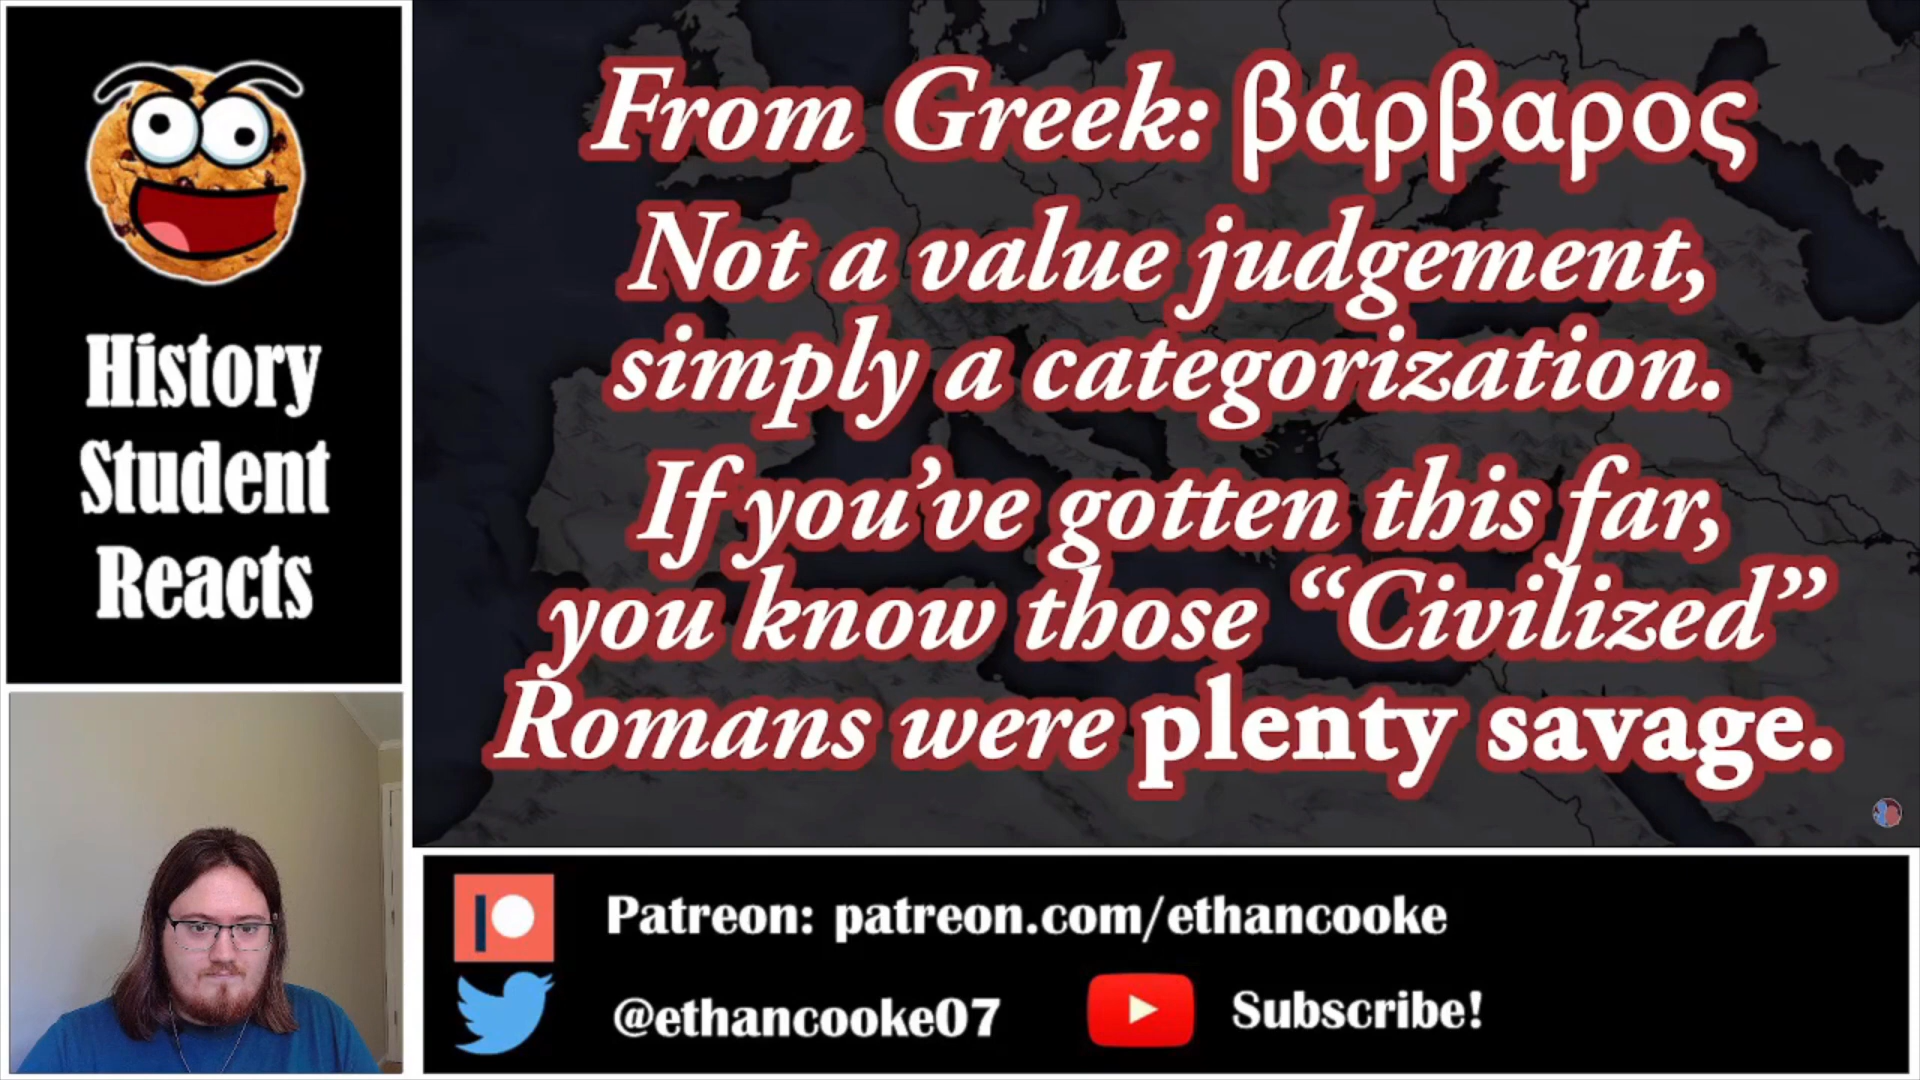 History
Student
Reacts
From Greek: βάρβαρος
Not a value judgement,
simply a categorization.
If you’ve gotten this far,
you know those “Civilized”
Romans were plenty savage.
Patreon: patreon.com/ethancooke
@ethancooke07
Subscribe!